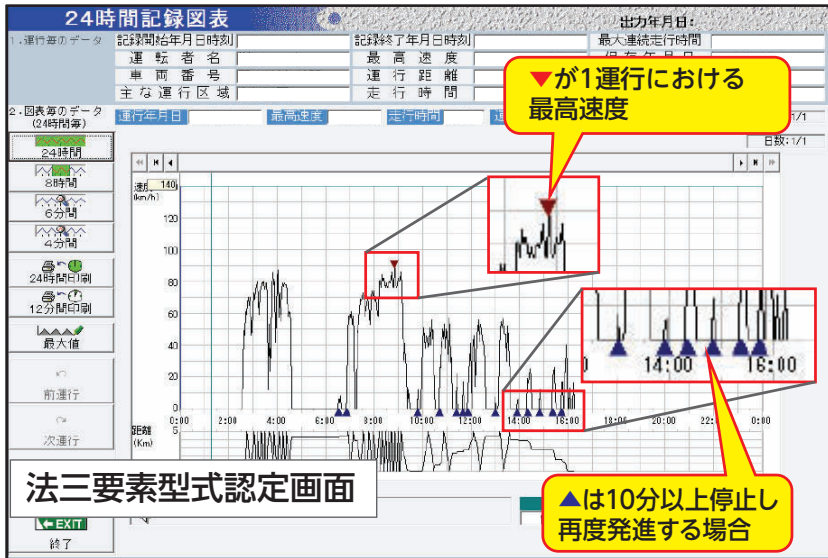 24時間記録図表
出力年月日:
1.運行毎のデータ
記録開始年月日時刻
記録終了年月日時刻
最大連続走行時間
運転者名
最高速度
車両番号
運行距離
主な運行区域
走行時間
▼が1運行における
最高速度
2.図表毎のデータ
(24時間毎)
運行年月日
最高速度
走行時間
1/1
日数:1/1
24時間
8時間
6分間
4分間
24時間印刷
12分間印刷
最大値
前運行
次運行
EXIT
終了
速度
(km/h)
140
120
100
80
60
40
20
0
0:00 2:00 4:00 6:00 8:00 10:00 12:00 14:00 16:00 18:00 20:00 22: 0:00
距離
(Km)
5
14:00 16:00
法三要素型式認定画面
▲は10分以上停止し
再度発進する場合